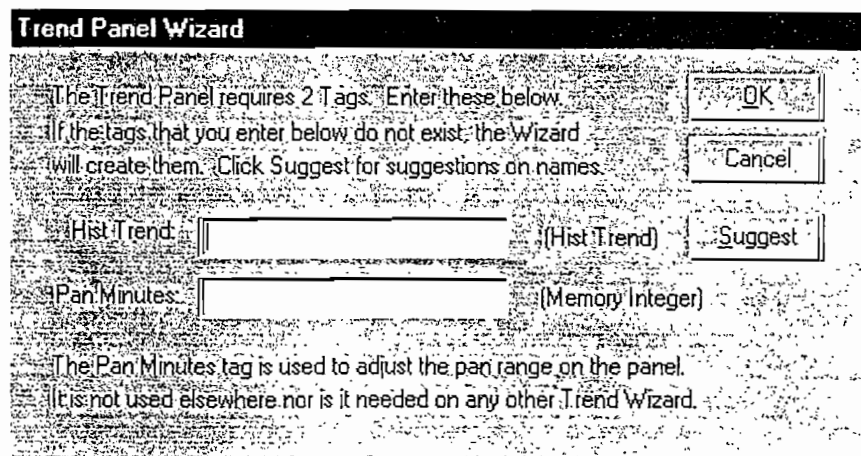 Trend Panel Wizard
The Trend Panel requires 2 Tags. Enter these below.
If the tags that you enter below do not exist, the Wizard
will create them. Click Suggest for suggestions on names.
OK
Cancel
Hist Trend: (Hist Trend) Suggest
Pan Minutes: (Memory Integer)
The Pan Minutes tag is used to adjust the pan range on the panel.
It is not used elsewhere nor is it needed on any other Trend Wizard.